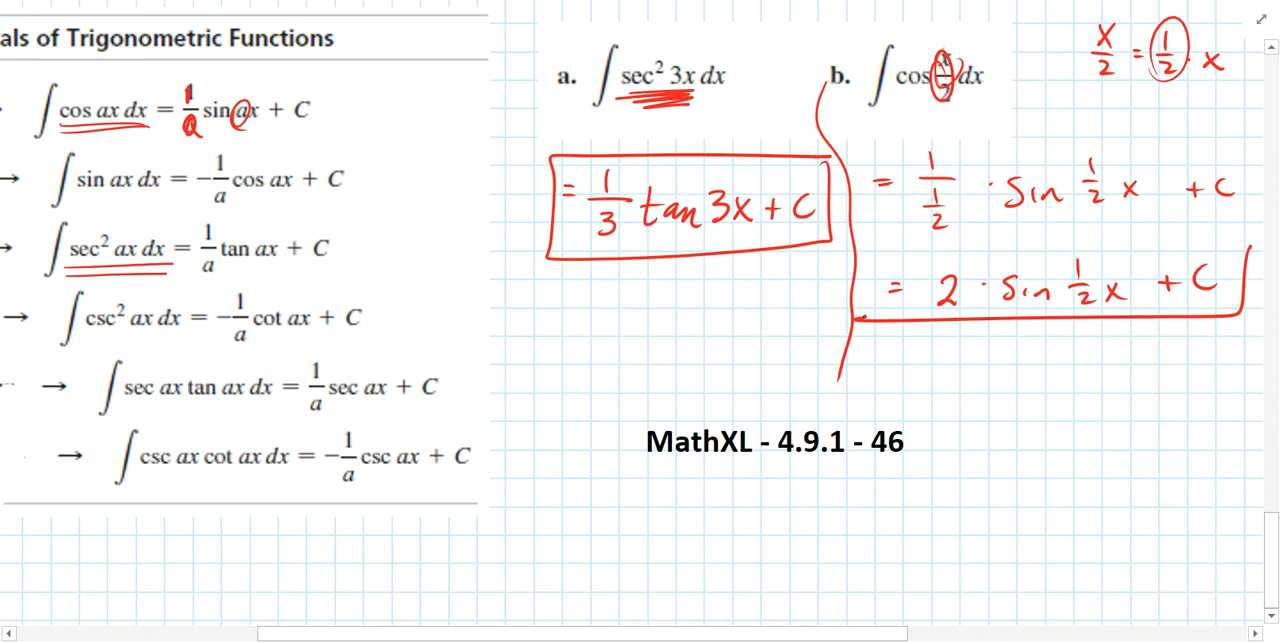 als of Trigonometric Functions
∫ cos ax dx = 1/a sin ax + C
→ ∫ sin ax dx = −1/a cos ax + C
→ ∫ sec² ax dx = 1/a tan ax + C
→ ∫ csc² ax dx = −1/a cot ax + C
→ ∫ sec ax tan ax dx = 1/a sec ax + C
→ ∫ csc ax cot ax dx = −1/a csc ax + C
a. ∫ sec² 3x dx
= 1/3 tan 3x + C
b. ∫ cos x/2 dx
x/2 = 1/2 · x
= 1/(1/2) · sin 1/2 x + C
= 2 · sin 1/2 x + C
MathXL - 4.9.1 - 46